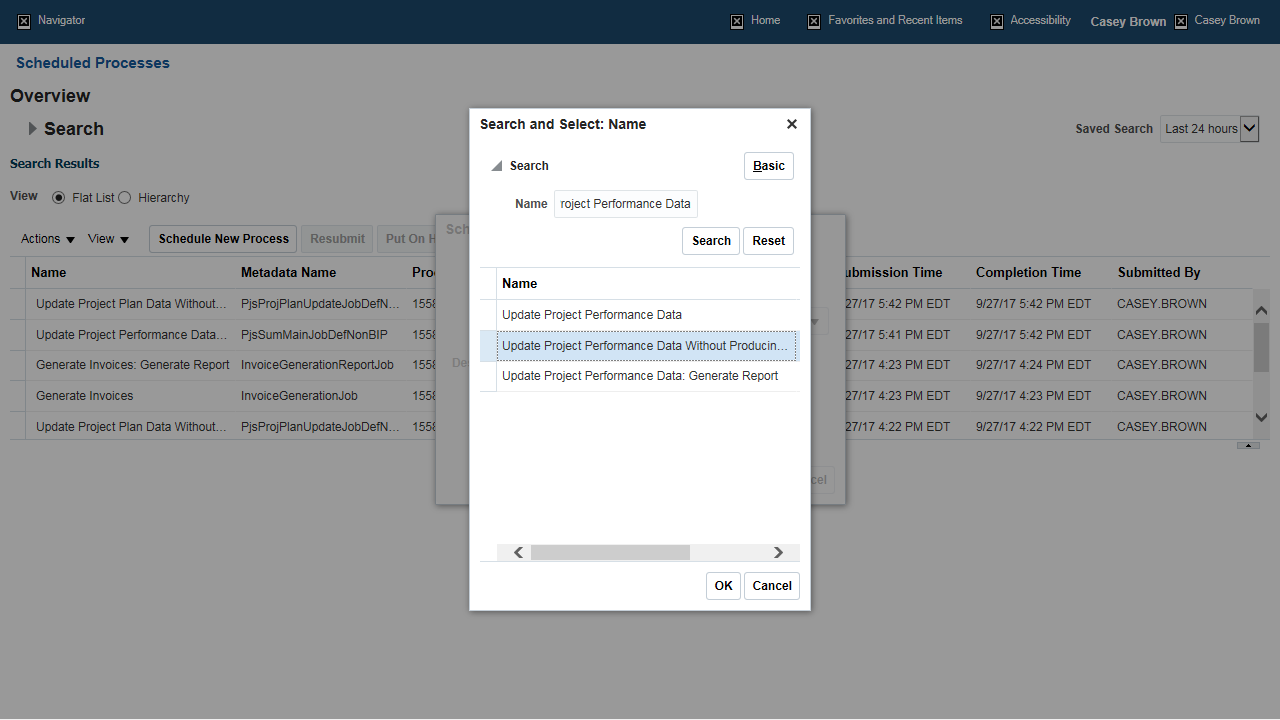 Navigator Home Favorites and Recent Items Accessibility Casey Brown Casey Brown
Scheduled Processes
Overview
Search
Saved Search Last 24 hours
Search Results
View Flat List Hierarchy
Actions View Schedule New Process Resubmit Put On H
Name Metadata Name Submission Time Completion Time Submitted By
Update Project Plan Data Without... PjsProjPlanUpdateJobDefN... 1558 27/17 5:42 PM EDT 9/27/17 5:42 PM EDT CASEY.BROWN
Update Project Performance Data... PjsSumMainJobDefNonBIP 1558 27/17 5:41 PM EDT 9/27/17 5:42 PM EDT CASEY.BROWN
Generate Invoices: Generate Report InvoiceGenerationReportJob 1558 27/17 4:23 PM EDT 9/27/17 4:24 PM EDT CASEY.BROWN
Generate Invoices InvoiceGenerationJob 1558 27/17 4:23 PM EDT 9/27/17 4:23 PM EDT CASEY.BROWN
Update Project Plan Data Without... PjsProjPlanUpdateJobDefN... 1558 27/17 4:22 PM EDT 9/27/17 4:22 PM EDT CASEY.BROWN
Search and Select: Name
Search Basic
Name roject Performance Data
Search Reset
Name
Update Project Performance Data
Update Project Performance Data Without Producin...
Update Project Performance Data: Generate Report
OK Cancel